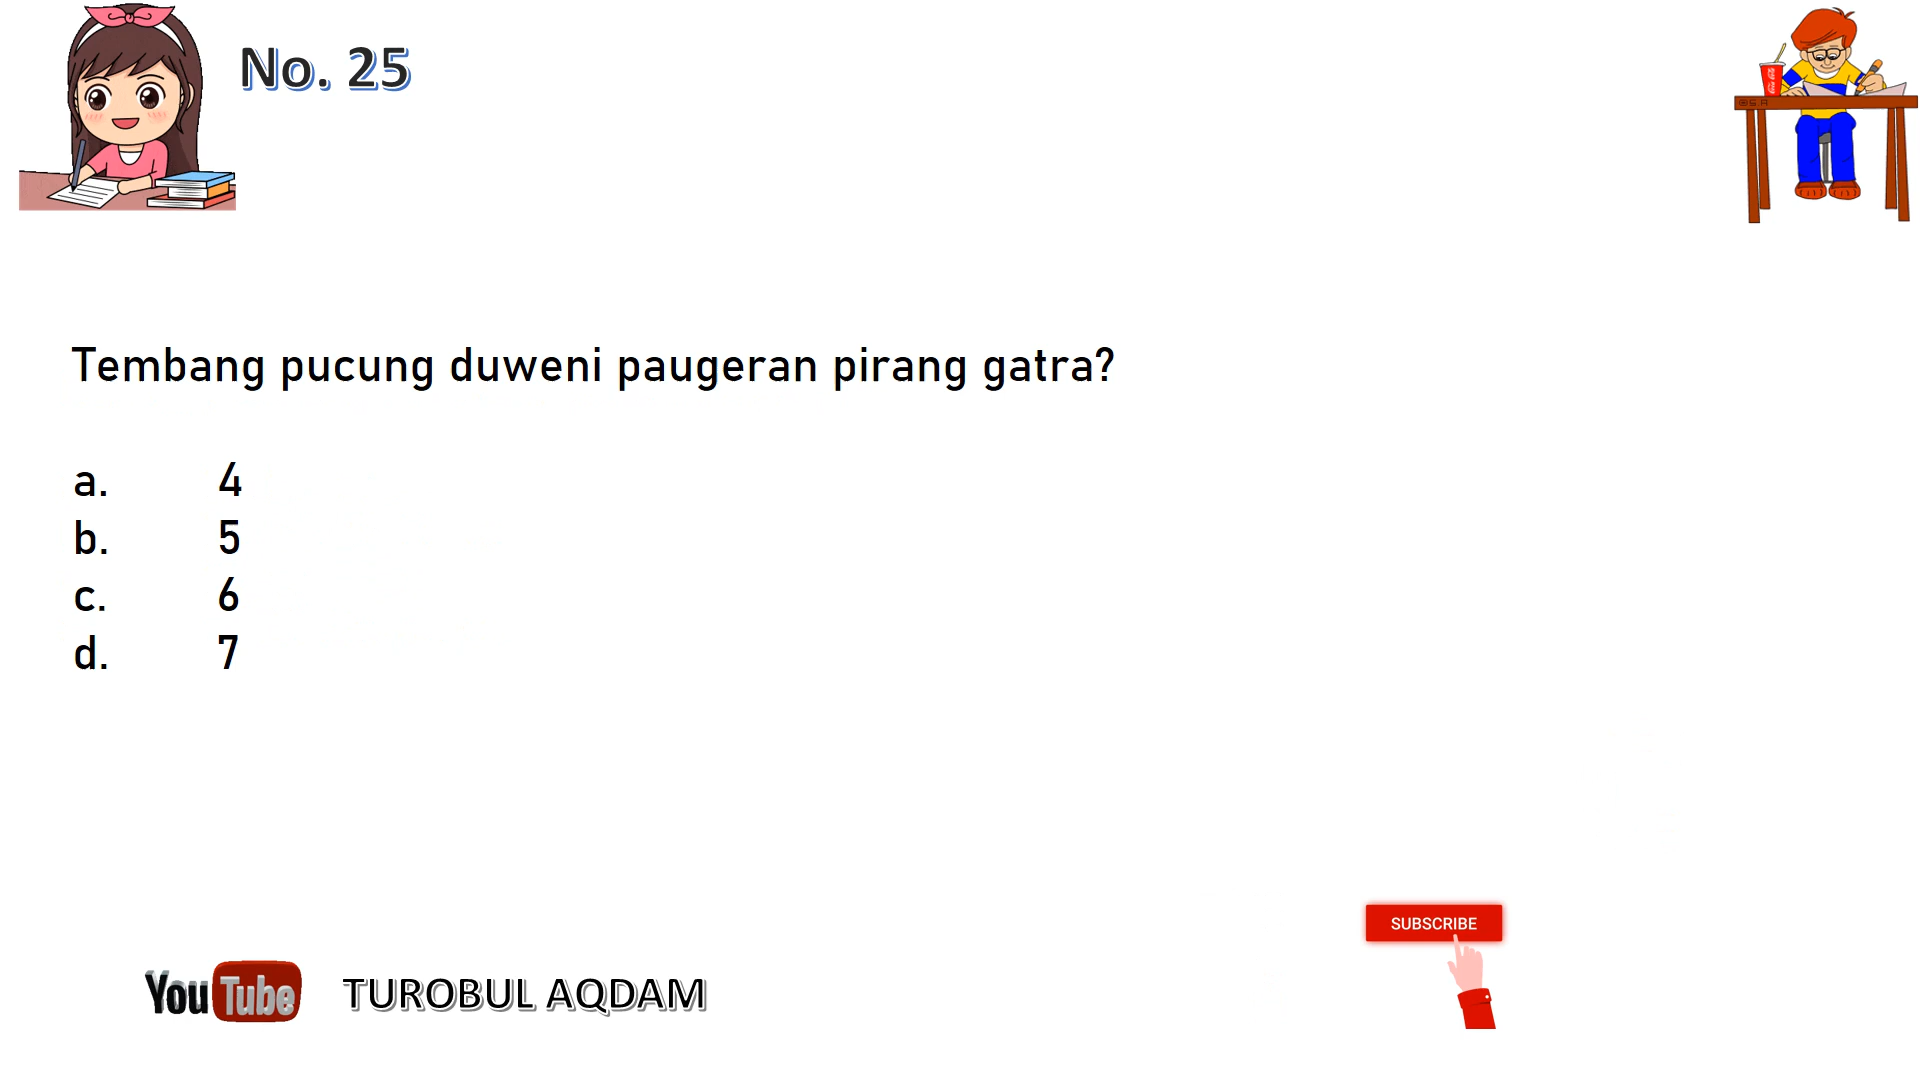 No. 25
Tembang pucung duweni paugeran pirang gatra?
a. 4
b. 5
c. 6
d. 7
SUBSCRIBE
YouTube TUROBUL AQDAM